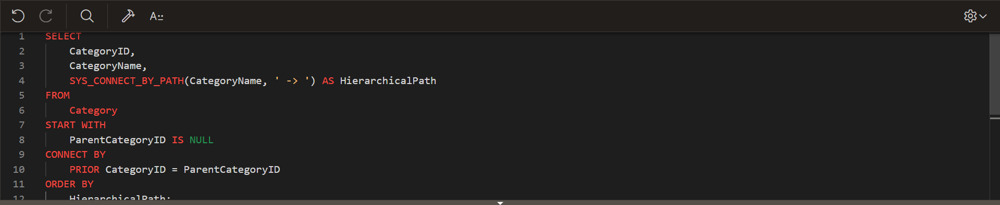 A
1 SELECT
2 CategoryID,
3 CategoryName,
4 SYS_CONNECT_BY_PATH(CategoryName, ' -> ') AS HierarchicalPath
5 FROM
6 Category
7 START WITH
8 ParentCategoryID IS NULL
9 CONNECT BY
10 PRIOR CategoryID = ParentCategoryID
11 ORDER BY
12 HierarchicalPath;